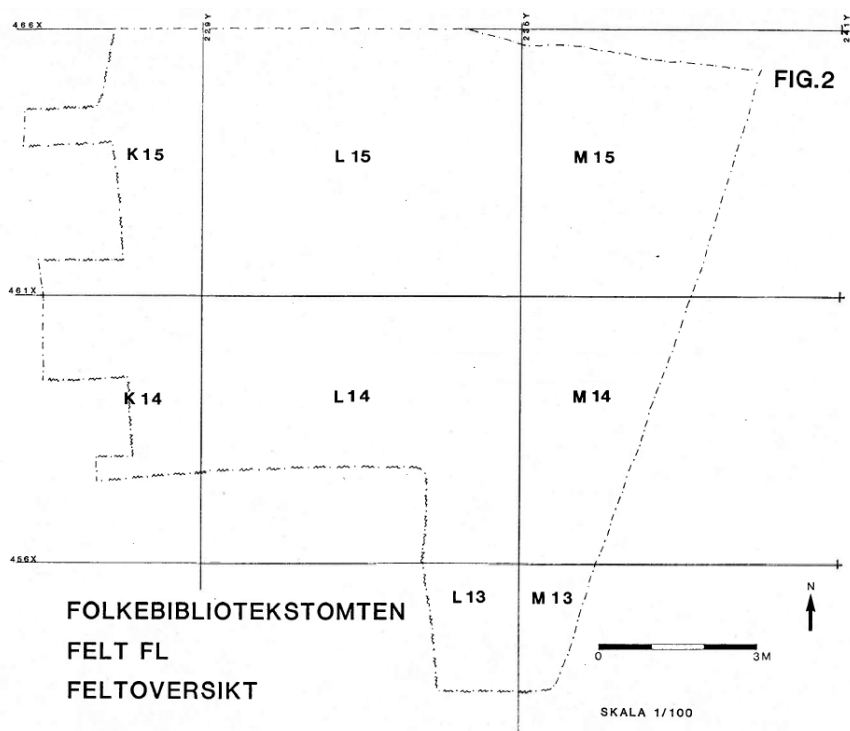 466X
229Y
235Y
241Y
FIG.2
K15
L15
M15
461X
K14
L14
M14
456X
L13
M13
N
FOLKEBIBLIOTEKSTOMTEN
FELT FL
FELTOVERSIKT
0
3M
SKALA 1/100